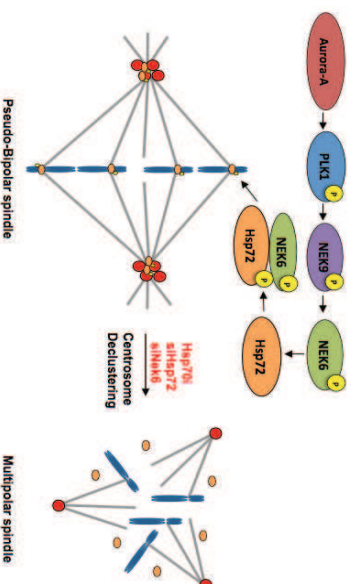 Aurora-A
PLK1
P
NEK9
P
NEK6
P
Hsp72
NEK6
Hsp72
P
P
Hsp70i
siHsp72
siNek6
Centrosome
Declustering
Pseudo-Bipolar spindle
Multipolar spindle